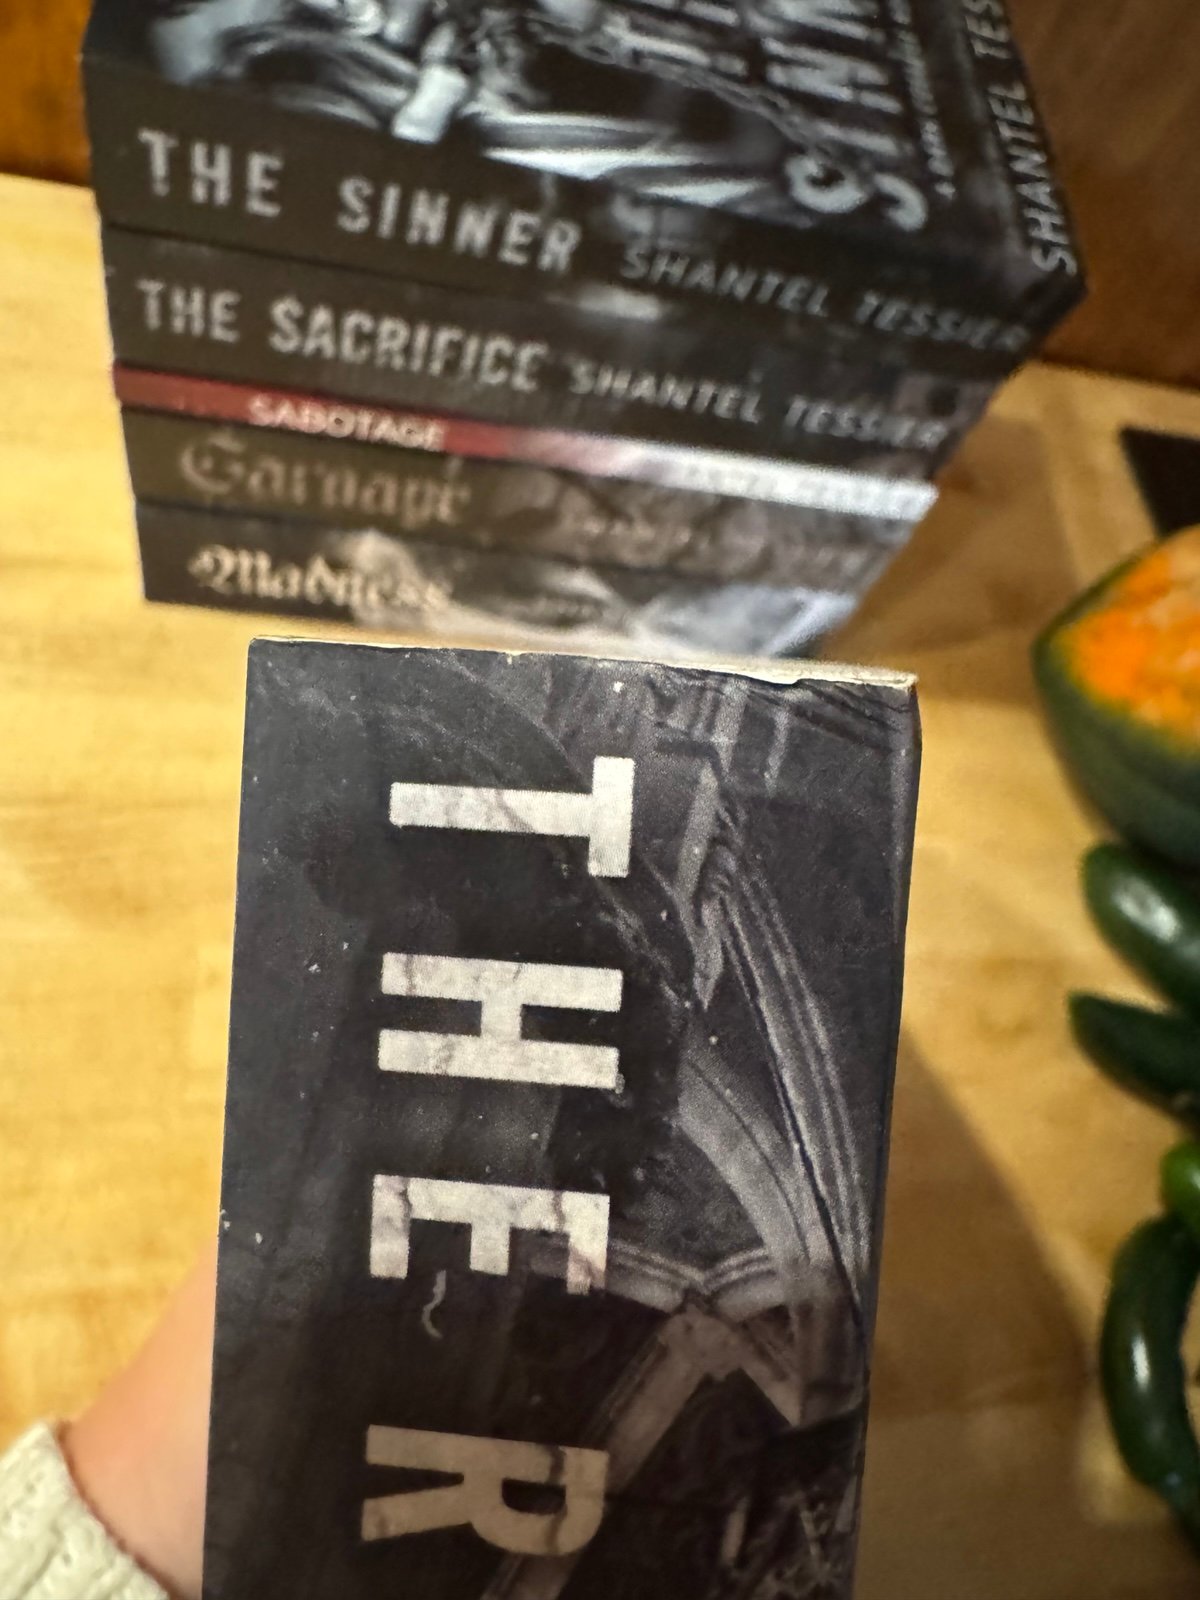 THE SINNER SHANTEL TESSIER
SHANTEL TES
THE SACRIFICE SHANTEL TESSIER
SABOTAGE
Carnage
Madness
THE R